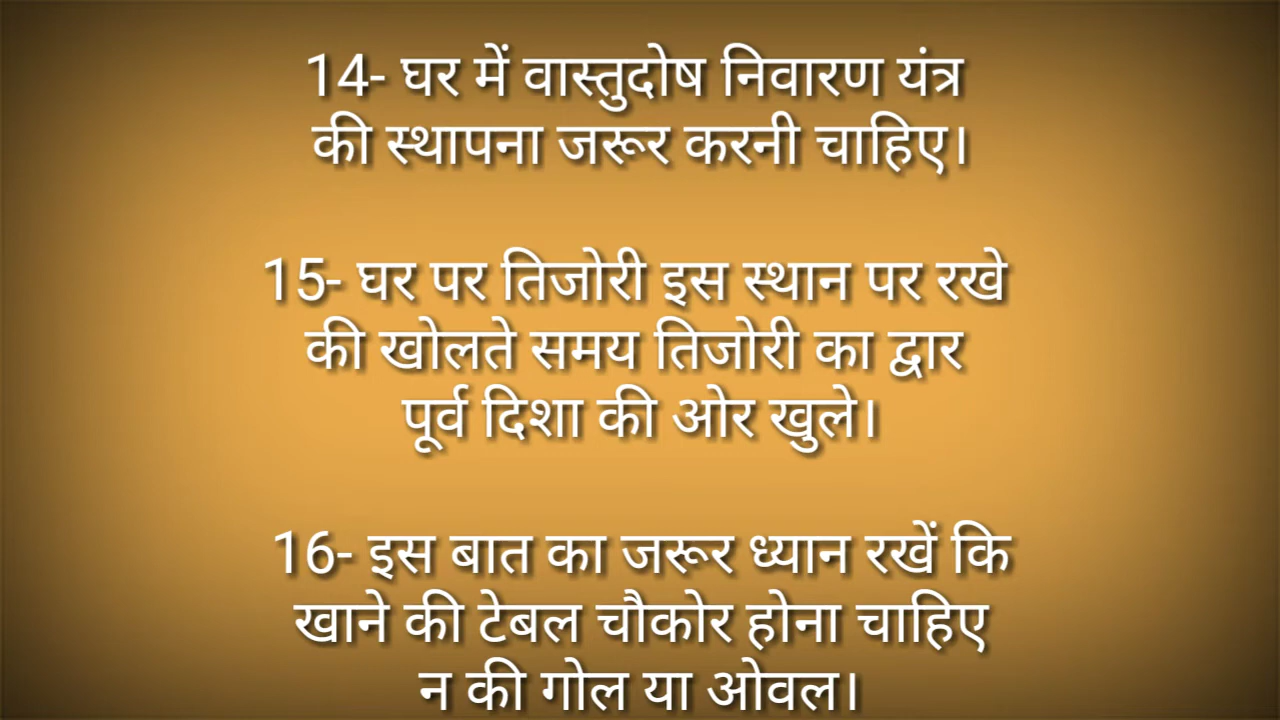 14- घर में वास्तुदोष निवारण यंत्र
की स्थापना जरूर करनी चाहिए।
15- घर पर तिजोरी इस स्थान पर रखे
की खोलते समय तिजोरी का द्वार
पूर्व दिशा की ओर खुले।
16- इस बात का जरूर ध्यान रखें कि
खाने की टेबल चौकोर होना चाहिए
न की गोल या ओवल।